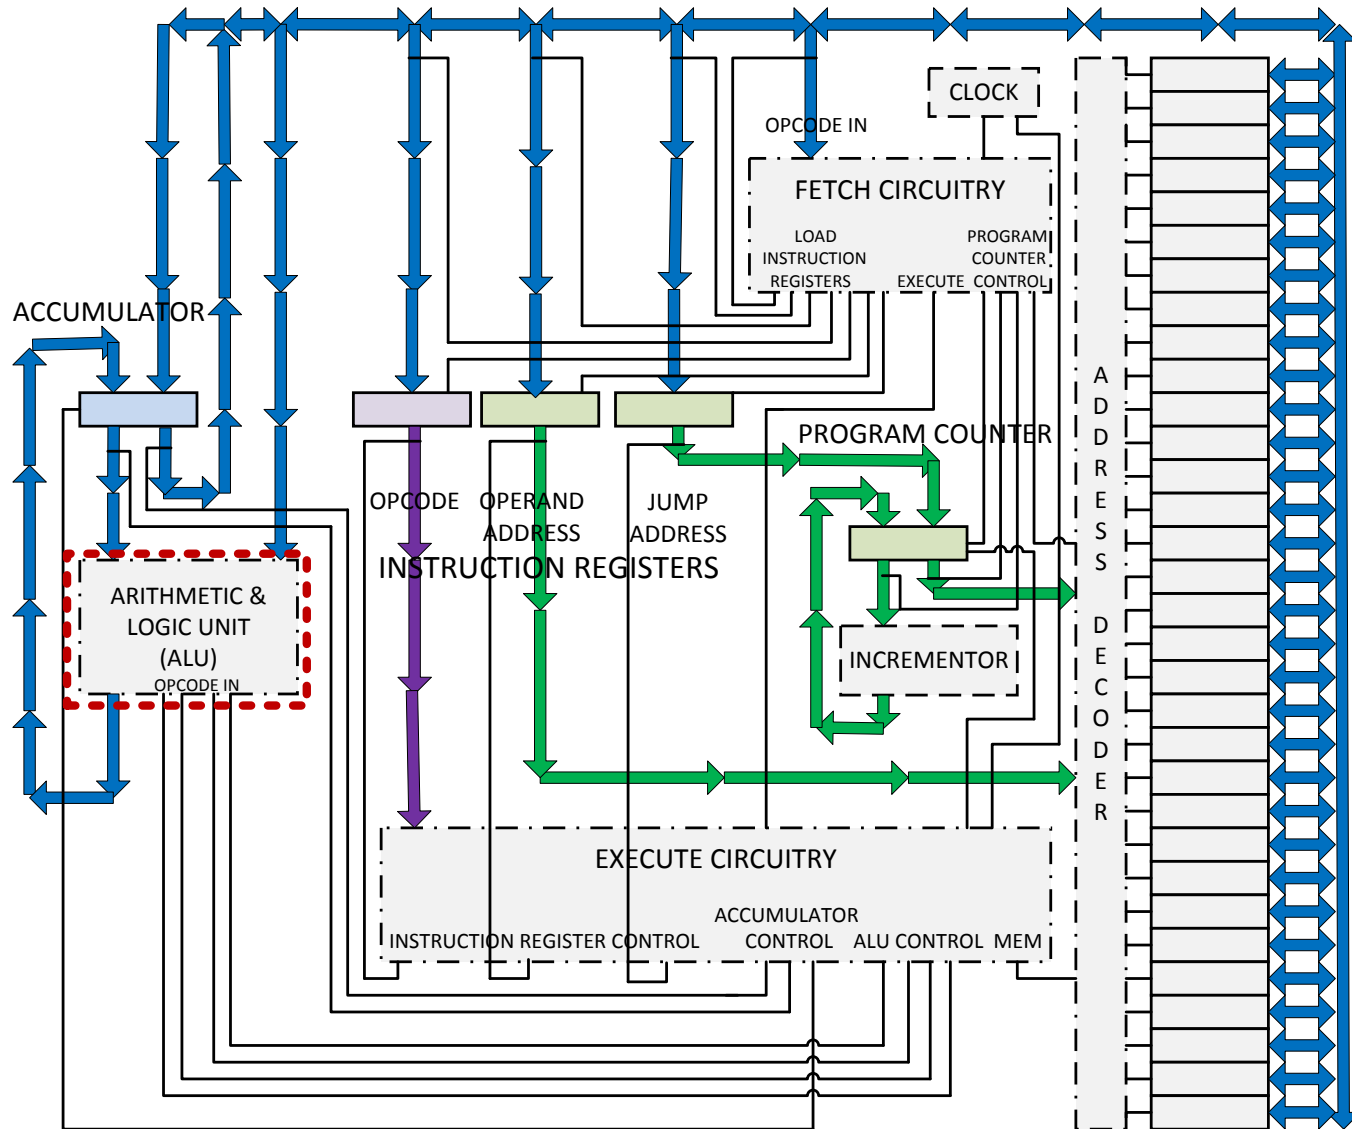 CLOCK
OPCODE IN
FETCH CIRCUITRY
LOAD
INSTRUCTION
REGISTERS
EXECUTE
PROGRAM
COUNTER
CONTROL
ACCUMULATOR
PROGRAM COUNTER
OPCODE
OPERAND
ADDRESS
JUMP
ADDRESS
INSTRUCTION REGISTERS
ARITHMETIC &
LOGIC UNIT
(ALU)
OPCODE IN
INCREMENTOR
ADDRESS DECODER
EXECUTE CIRCUITRY
INSTRUCTION REGISTER CONTROL
ACCUMULATOR
CONTROL
ALU CONTROL
MEM